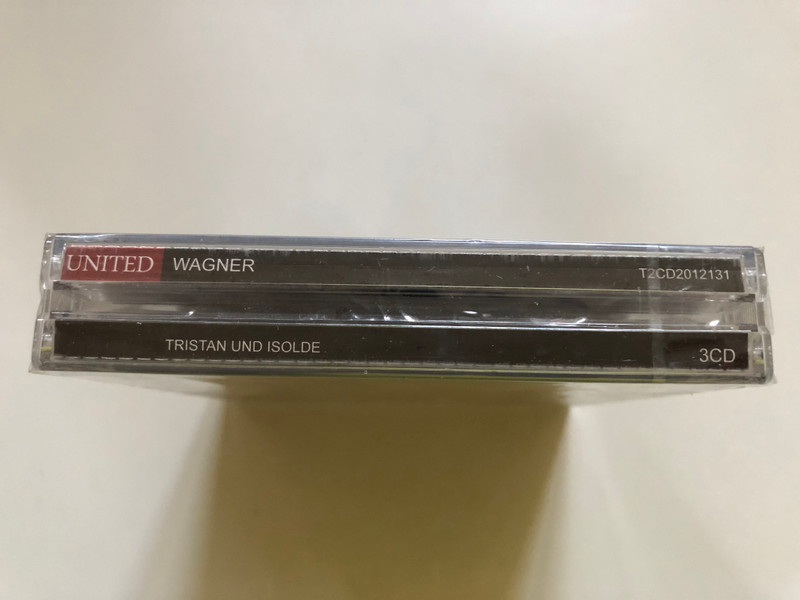 UNITED WAGNER T2CD2012131
TRISTAN UND ISOLDE 3CD